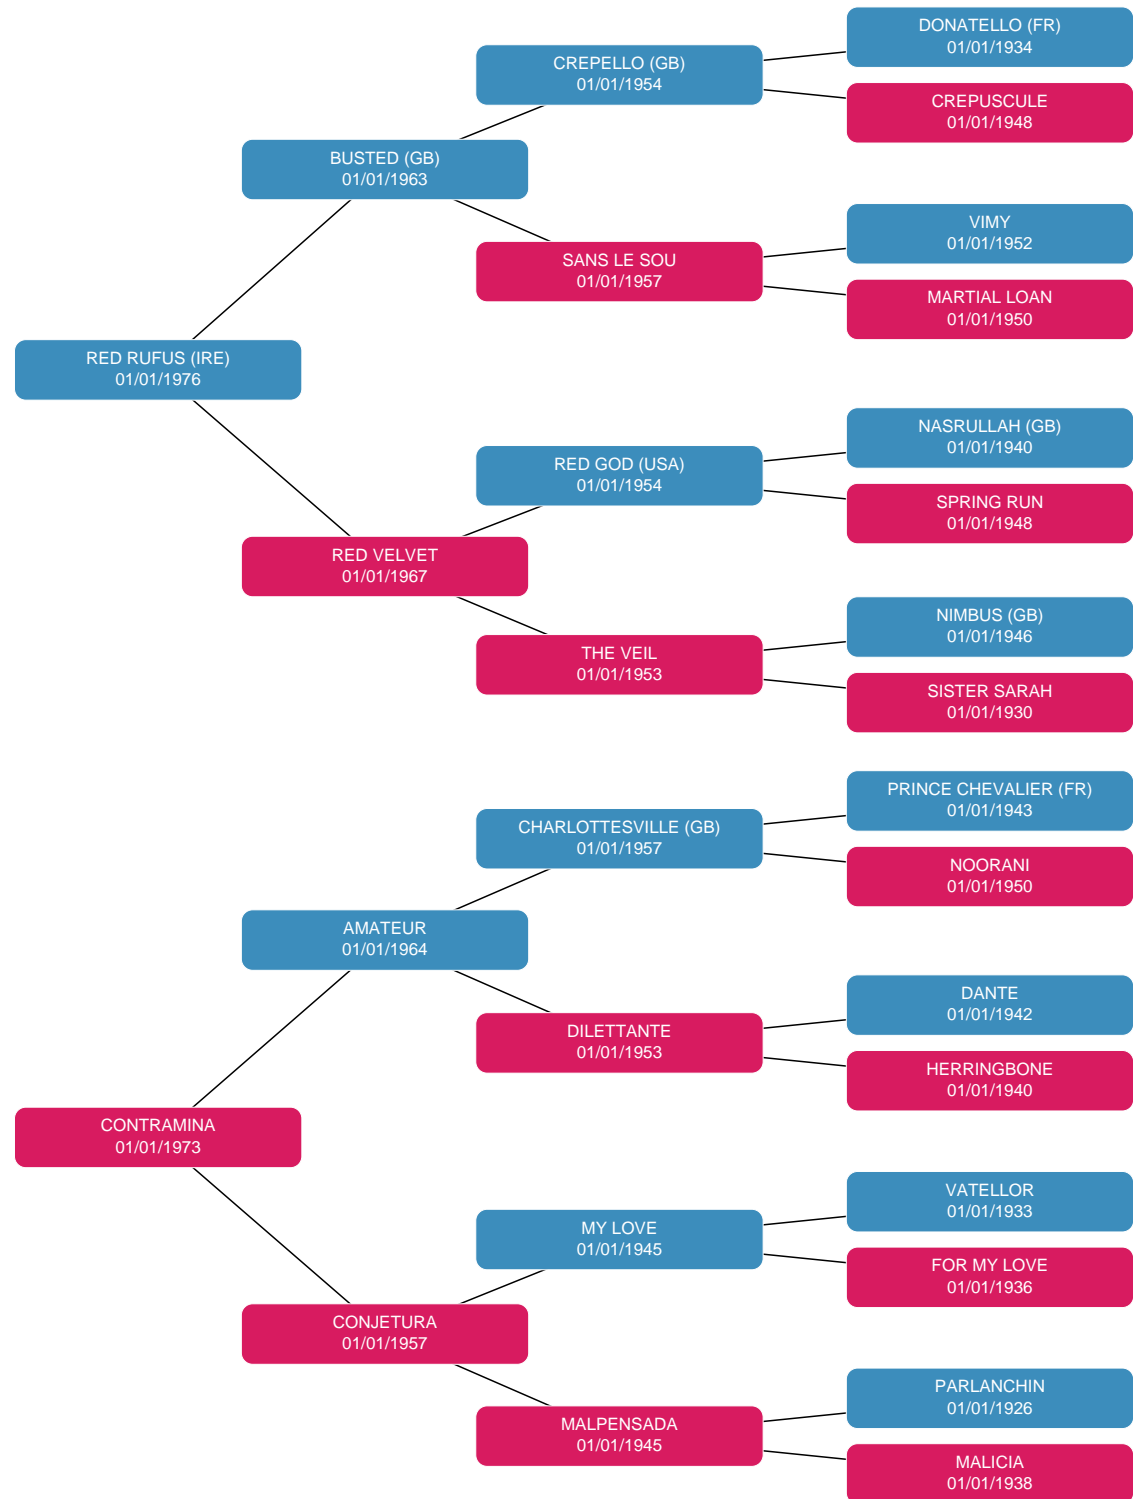 DONATELLO (FR)
01/01/1934
CREPELLO (GB)
01/01/1954
CREPUSCULE
01/01/1948
BUSTED (GB)
01/01/1963
VIMY
01/01/1952
SANS LE SOU
01/01/1957
MARTIAL LOAN
01/01/1950
RED RUFUS (IRE)
01/01/1976
NASRULLAH (GB)
01/01/1940
RED GOD (USA)
01/01/1954
SPRING RUN
01/01/1948
RED VELVET
01/01/1967
NIMBUS (GB)
01/01/1946
THE VEIL
01/01/1953
SISTER SARAH
01/01/1930
PRINCE CHEVALIER (FR)
01/01/1943
CHARLOTTESVILLE (GB)
01/01/1957
NOORANI
01/01/1950
AMATEUR
01/01/1964
DANTE
01/01/1942
DILETTANTE
01/01/1953
HERRINGBONE
01/01/1940
CONTRAMINA
01/01/1973
VATELLOR
01/01/1933
MY LOVE
01/01/1945
FOR MY LOVE
01/01/1936
CONJETURA
01/01/1957
PARLANCHIN
01/01/1926
MALPENSADA
01/01/1945
MALICIA
01/01/1938